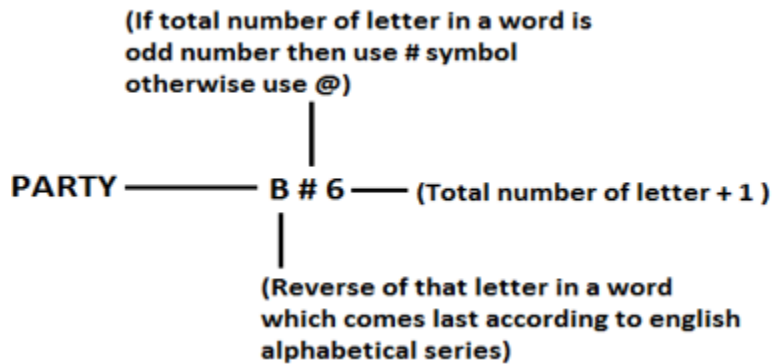 (If total number of letter in a word is
odd number then use # symbol
otherwise use @)
PARTY B # 6 (Total number of letter + 1 )
(Reverse of that letter in a word
which comes last according to english
alphabetical series)